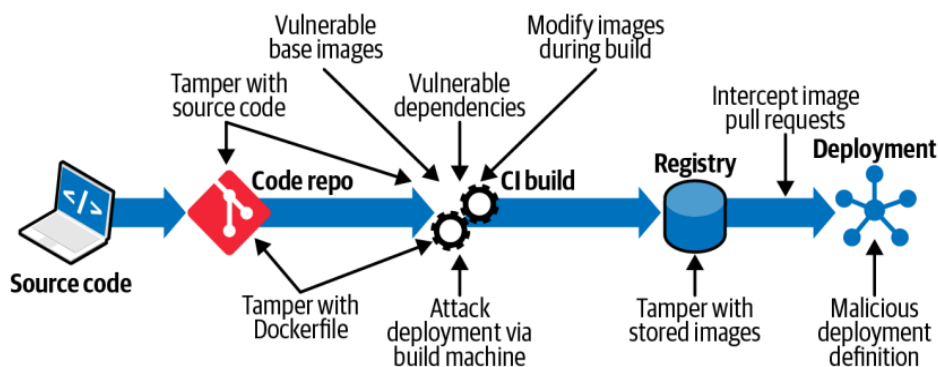 Vulnerable
base images
Modify images
during build
Tamper with
source code
Vulnerable
dependencies
Intercept image
pull requests
Code repo
CI build
Registry
Deployment
</>
Source code
Tamper with
Dockerfile
Attack
deployment via
build machine
Tamper with
stored images
Malicious
deployment
definition